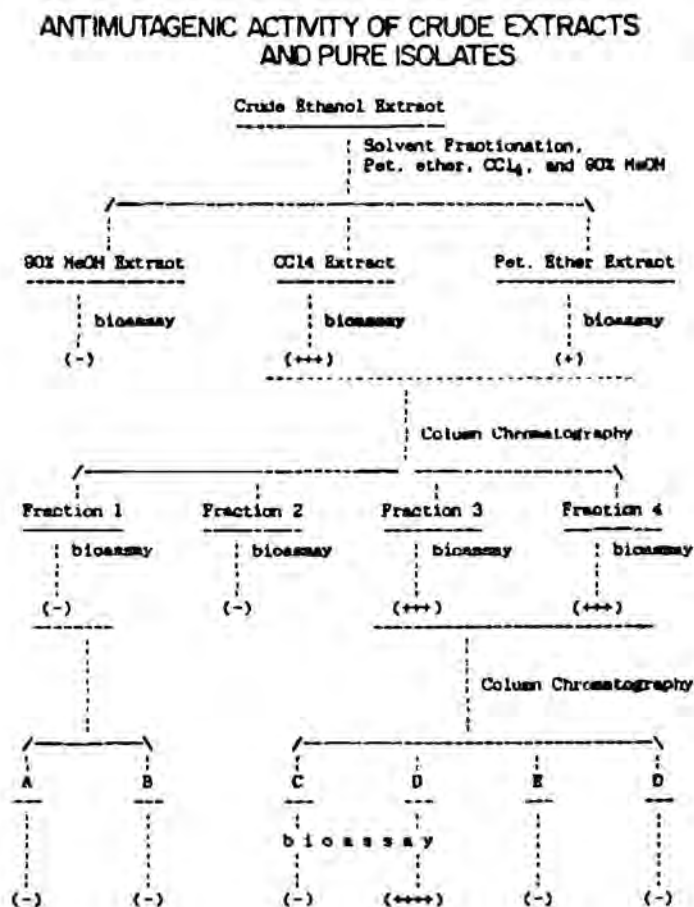 ANTIMUTAGENIC ACTIVITY OF CRUDE EXTRACTS
AND PURE ISOLATES
Crude Ethanol Extract
Solvent Fractionation,
Pet. ether, CCl4, and 90% MeOH
90% MeOH Extract CCl4 Extract Pet. Ether Extract
bioassay bioassay bioassay
(-) (+++) (+)
Column Chromatography
Fraction 1 Fraction 2 Fraction 3 Fraction 4
bioassay bioassay bioassay bioassay
(-) (-) (+++) (+++)
Column Chromatography
A B C D E D
b i o a s s a y
(-) (-) (-) (++++) (-) (-)